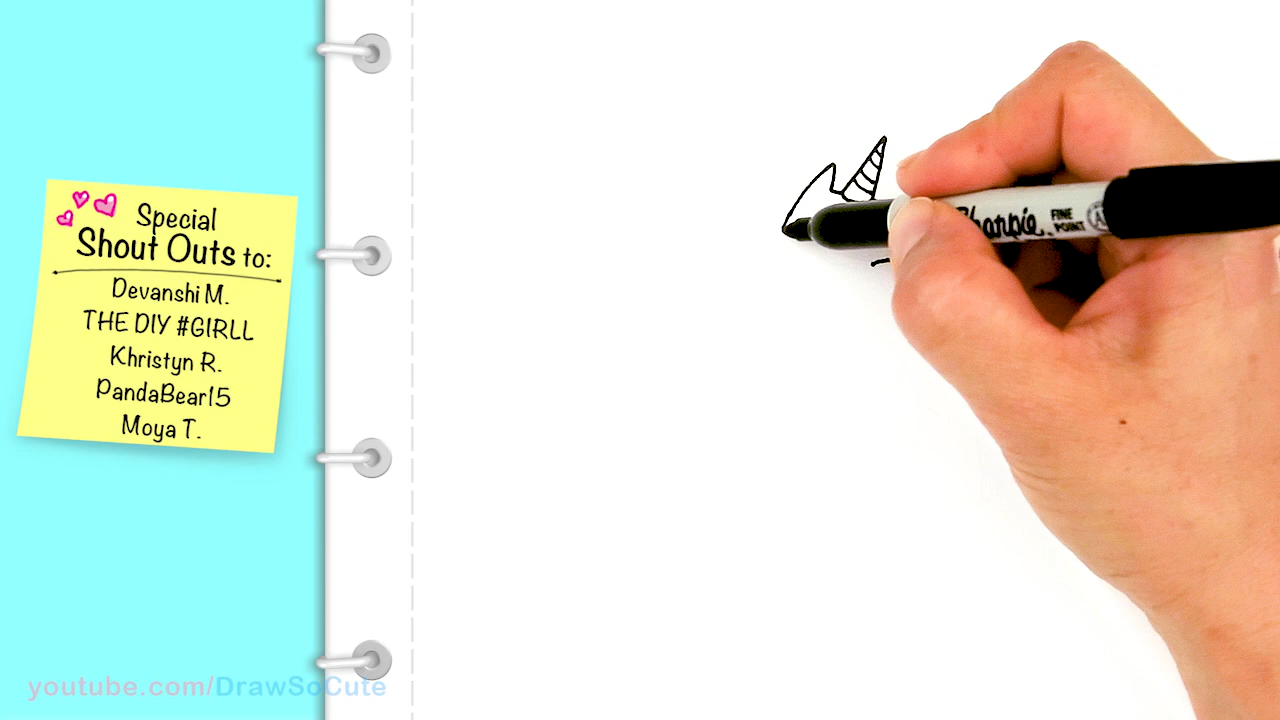 Special
Shout Outs to:
Devanshi M.
THE DIY #GIRLL
Khristyn R.
PandaBear15
Moya T.
Sharpie
FINE
POINT
youtube.com/DrawSoCute